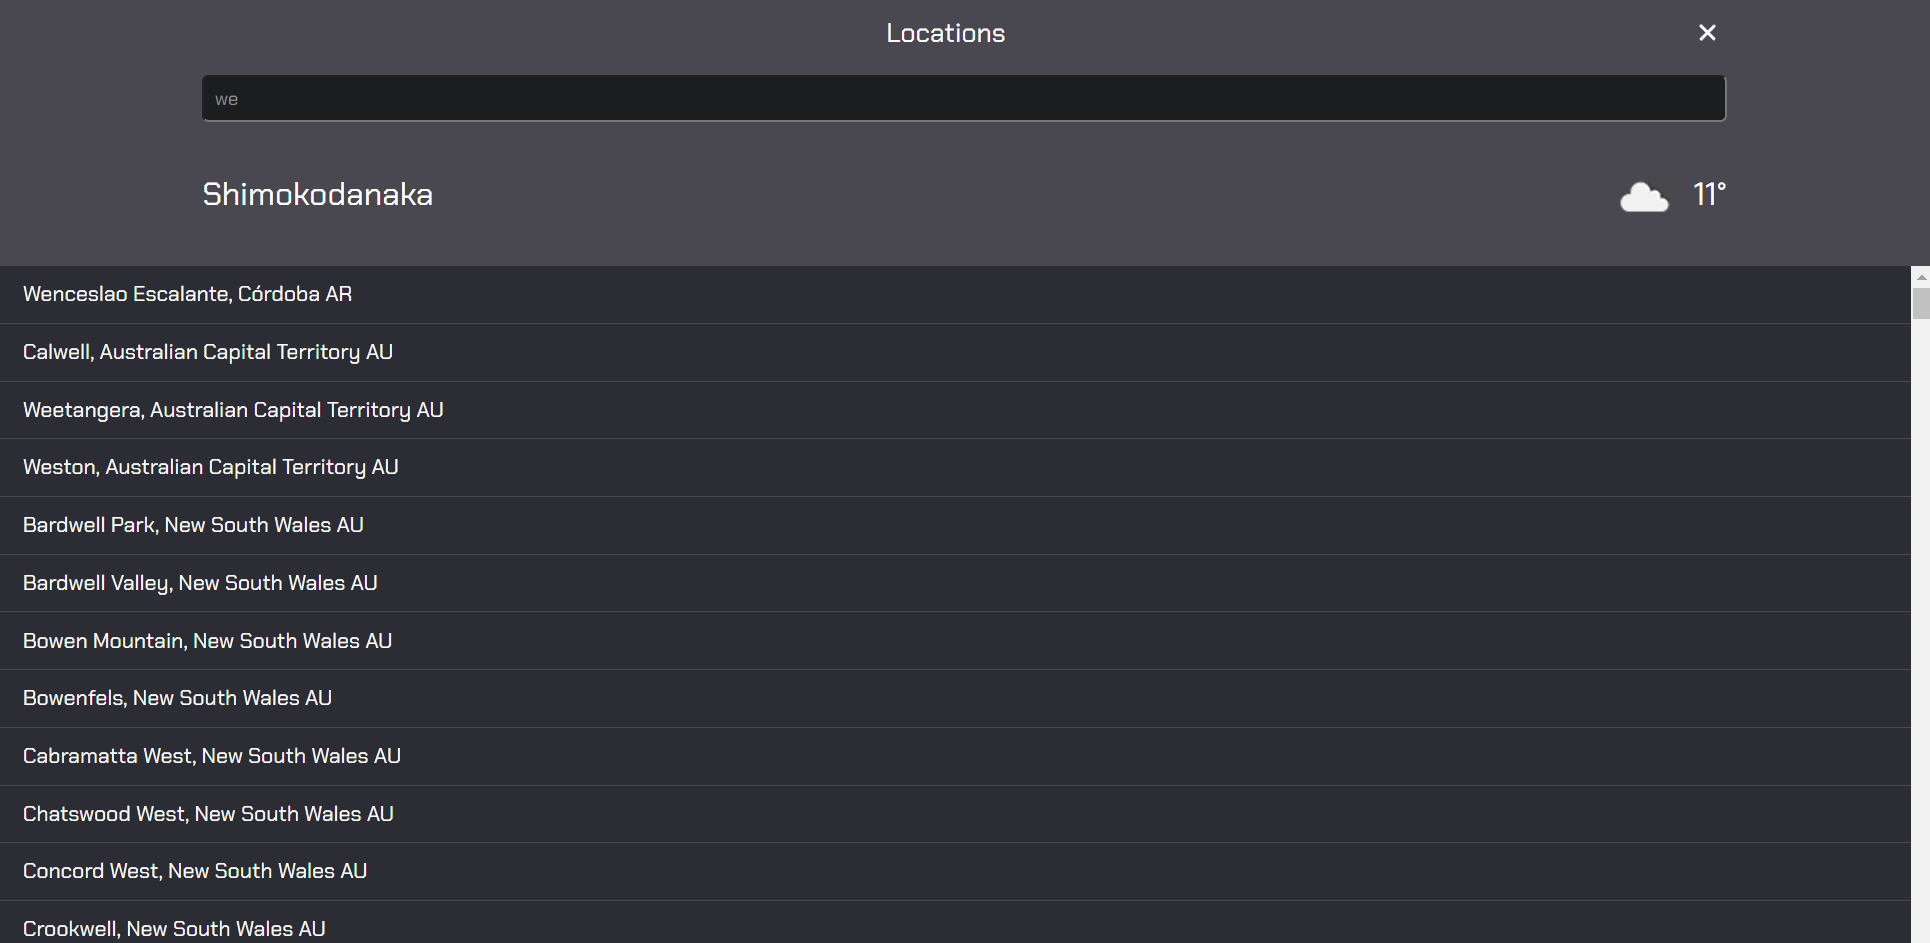 Locations
we
Shimokodanaka
11°
Wenceslao Escalante, Córdoba AR
Calwell, Australian Capital Territory AU
Weetangera, Australian Capital Territory AU
Weston, Australian Capital Territory AU
Bardwell Park, New South Wales AU
Bardwell Valley, New South Wales AU
Bowen Mountain, New South Wales AU
Bowenfels, New South Wales AU
Cabramatta West, New South Wales AU
Chatswood West, New South Wales AU
Concord West, New South Wales AU
Crookwell, New South Wales AU